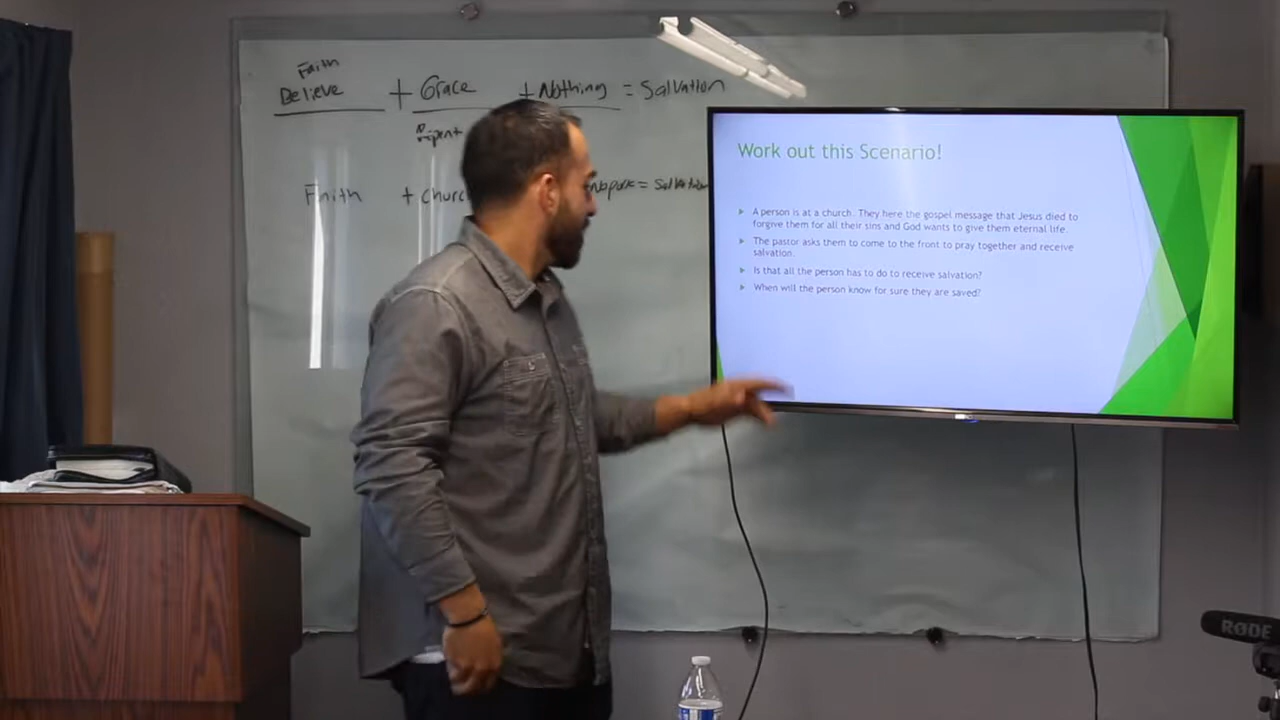 Faith
Believe + Grace + Nothing = Salvation
Repent
Faith + Churc = Salvation
Work out this Scenario!
A person is at a church. They here the gospel message that Jesus died to
forgive them for all their sins and God wants to give them eternal life.
The pastor asks them to come to the front to pray together and receive
salvation.
Is that all the person has to do to receive salvation?
When will the person know for sure they are saved?
RØDE